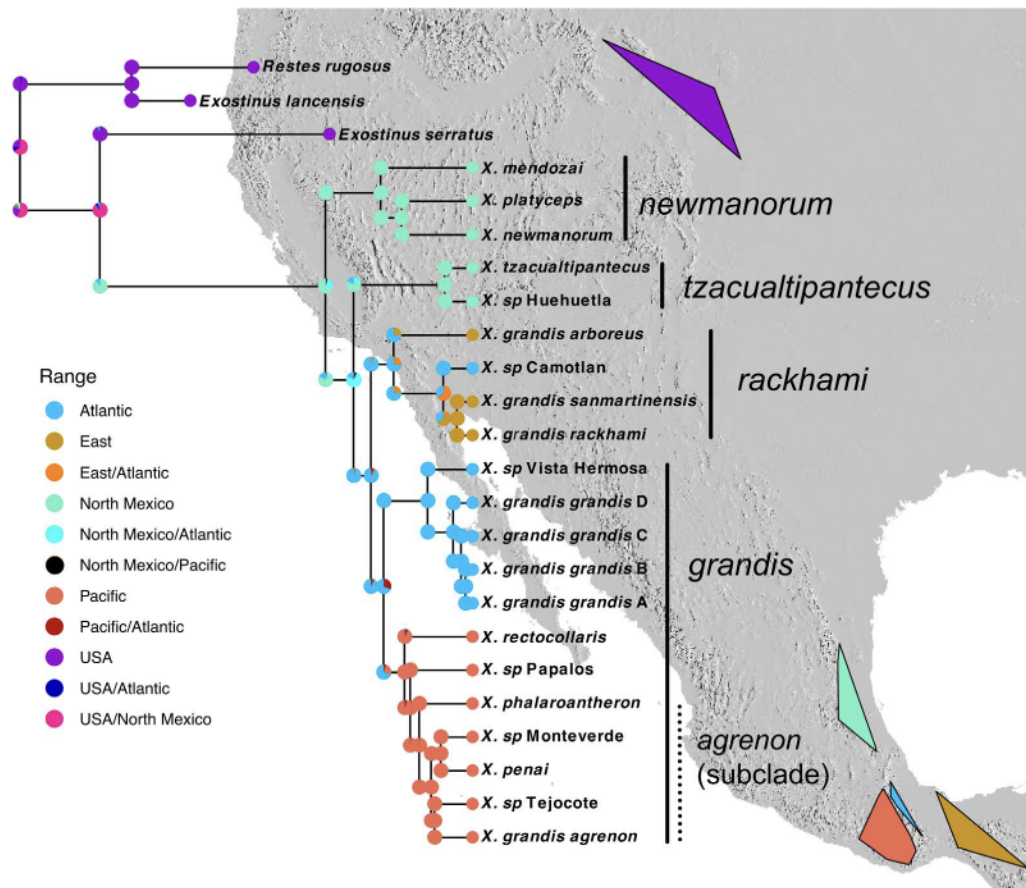 Restes rugosus
Exostinus lancensis
Exostinus serratus
X. mendozai
X. platyceps
X. newmanorum
newmanorum
X. tzacualtipantecus
X. sp Huehuetla
tzacualtipantecus
X. grandis arboreus
X. sp Camotlan
X. grandis sanmartinensis
X. grandis rackhami
rackhami
X. sp Vista Hermosa
X. grandis grandis D
X. grandis grandis C
X. grandis grandis B
X. grandis grandis A
grandis
X. rectocollaris
X. sp Papalos
X. phalaroantheron
X. sp Monteverde
X. penai
X. sp Tejocote
X. grandis agrenon
agrenon
(subclade)
Range
Atlantic
East
East/Atlantic
North Mexico
North Mexico/Atlantic
North Mexico/Pacific
Pacific
Pacific/Atlantic
USA
USA/Atlantic
USA/North Mexico